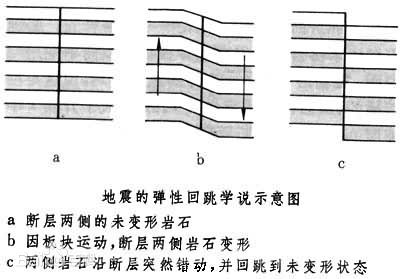 a
b
c
地震的弹性回跳学说示意图
a 断层两侧的未变形岩石
b 因板块运动,断层两侧岩石变形
c 两侧岩石沿断层突然错动,并回跳到未变形状态